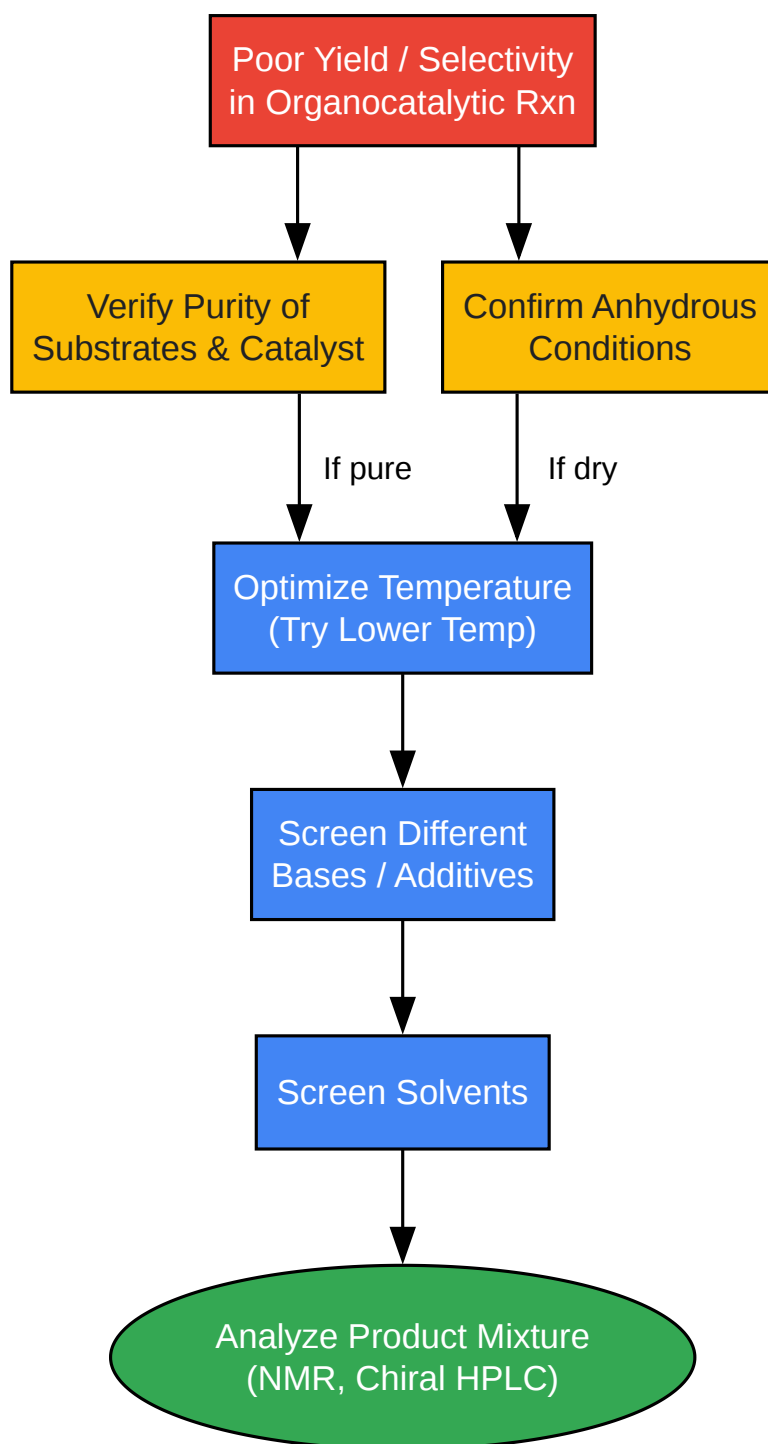 Poor Yield / Selectivity
in Organocatalytic Rxn
Verify Purity of
Substrates & Catalyst
Confirm Anhydrous
Conditions
If pure
If dry
Optimize Temperature
(Try Lower Temp)
Screen Different
Bases / Additives
Screen Solvents
Analyze Product Mixture
(NMR, Chiral HPLC)